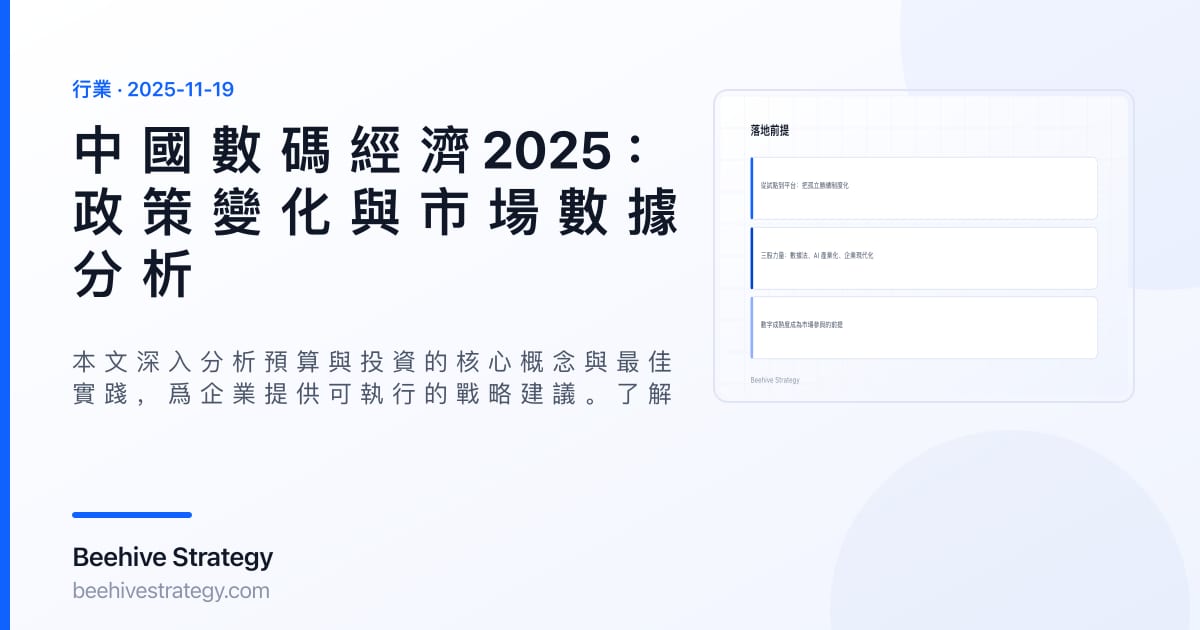 行業 · 2025-11-19
中國數碼經濟2025：
政策變化與市場數據
分析
本文深入分析預算與投資的核心概念與最佳
實踐，爲企業提供可執行的戰略建議。了解
Beehive Strategy
beehivestrategy.com
落地前提
從試點到平台：把孤立勝績制度化
三股力量：數據法、AI 產業化、企業現代化
數字成熟度成為市場參與的前提
Beehive Strategy